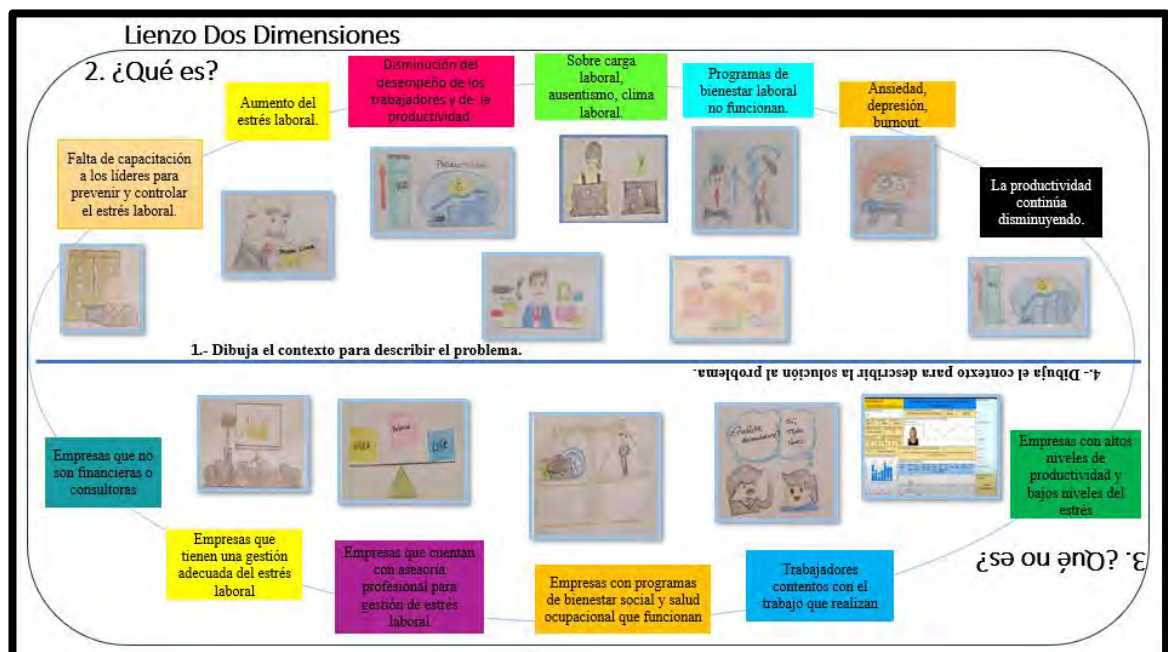 Lienzo Dos Dimensiones
2. ¿Qué es?
Falta de capacitación
a los líderes para
prevenir y controlar
el estrés laboral.
Aumento del
estrés laboral.
Disminución del
desempeño de los
trabajadores y de la
productividad
Sobre carga
laboral,
ausentismo, clima
laboral.
Programas de
bienestar laboral
no funcionan.
Ansiedad,
depresión,
burnout.
La productividad
continúa
disminuyendo.
1.- Dibuja el contexto para describir el problema.
4.- Dibuja el contexto para describir la solución al problema.
Life
Empresas que no
son financieras o
consultoras
Empresas que
tienen una gestión
adecuada del estrés
laboral
Empresas que cuentan
con asesoría
profesional para
gestión de estrés
laboral
Empresas con programas
de bienestar social y salud
ocupacional que funcionan
Trabajadores
contentos con el
trabajo que realizan
Empresas con altos
niveles de
productividad y
bajos niveles del
estrés
3. ¿Qué no es?